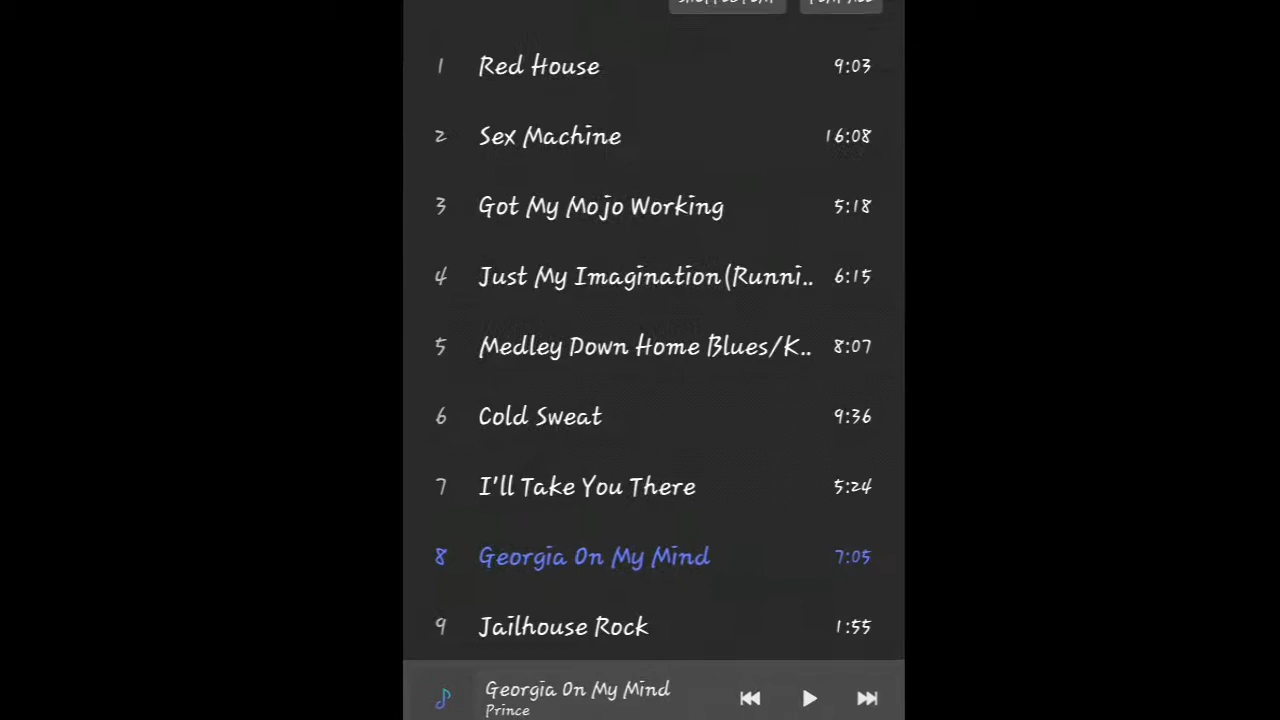 1 Red House 9:03
2 Sex Machine 16:08
3 Got My Mojo Working 5:18
4 Just My Imagination(Runni.. 6:15
5 Medley Down Home Blues/K.. 8:07
6 Cold Sweat 9:36
7 I'll Take You There 5:24
8 Georgia On My Mind 7:05
9 Jailhouse Rock 1:55
Georgia On My Mind
Prince